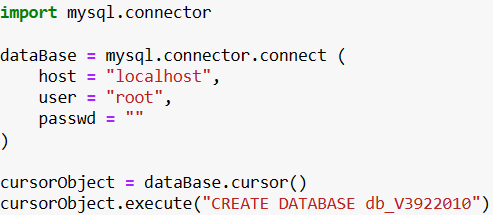 import mysql.connector
dataBase = mysql.connector.connect (
    host = "localhost",
    user = "root",
    passwd = ""
)
cursorObject = dataBase.cursor()
cursorObject.execute("CREATE DATABASE db_V3922010")